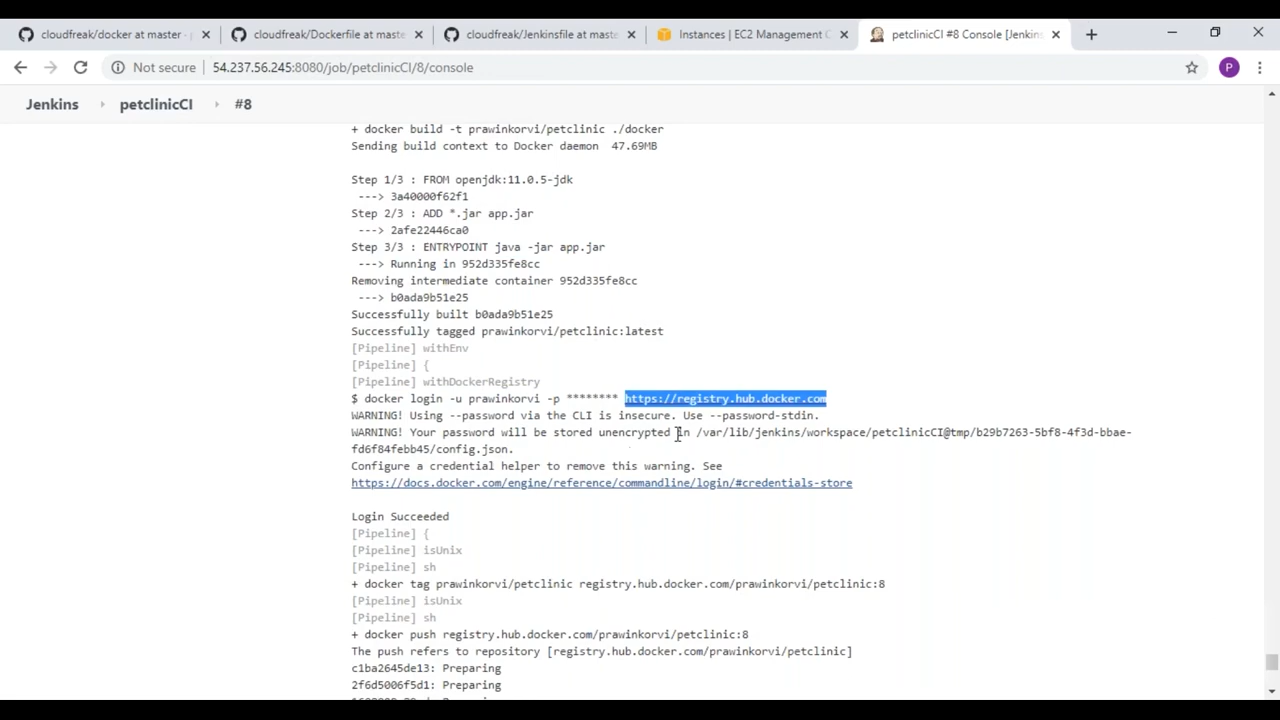 cloudfreak/docker at master · p
cloudfreak/Dockerfile at maste
cloudfreak/Jenkinsfile at mast
Instances | EC2 Management C
petclinicCI #8 Console [Jenkins
Not secure
54.237.56.245:8080/job/petclinicCI/8/console
P
Jenkins
petclinicCI
#8
+ docker build -t prawinkorvi/petclinic ./docker
Sending build context to Docker daemon 47.69MB
Step 1/3 : FROM openjdk:11.0.5-jdk
---> 3a40000f62f1
Step 2/3 : ADD *.jar app.jar
---> 2afe22446ca0
Step 3/3 : ENTRYPOINT java -jar app.jar
---> Running in 952d335fe8cc
Removing intermediate container 952d335fe8cc
---> b0ada9b51e25
Successfully built b0ada9b51e25
Successfully tagged prawinkorvi/petclinic:latest
[Pipeline] withEnv
[Pipeline] {
[Pipeline] withDockerRegistry
$ docker login -u prawinkorvi -p ******** https://registry.hub.docker.com
WARNING! Using --password via the CLI is insecure. Use --password-stdin.
WARNING! Your password will be stored unencrypted in /var/lib/jenkins/workspace/petclinicCI@tmp/b29b7263-5bf8-4f3d-bbae-
fd6f84febb45/config.json.
Configure a credential helper to remove this warning. See
https://docs.docker.com/engine/reference/commandline/login/#credentials-store
Login Succeeded
[Pipeline] {
[Pipeline] isUnix
[Pipeline] sh
+ docker tag prawinkorvi/petclinic registry.hub.docker.com/prawinkorvi/petclinic:8
[Pipeline] isUnix
[Pipeline] sh
+ docker push registry.hub.docker.com/prawinkorvi/petclinic:8
The push refers to repository [registry.hub.docker.com/prawinkorvi/petclinic]
c1ba2645de13: Preparing
2f6d5006f5d1: Preparing